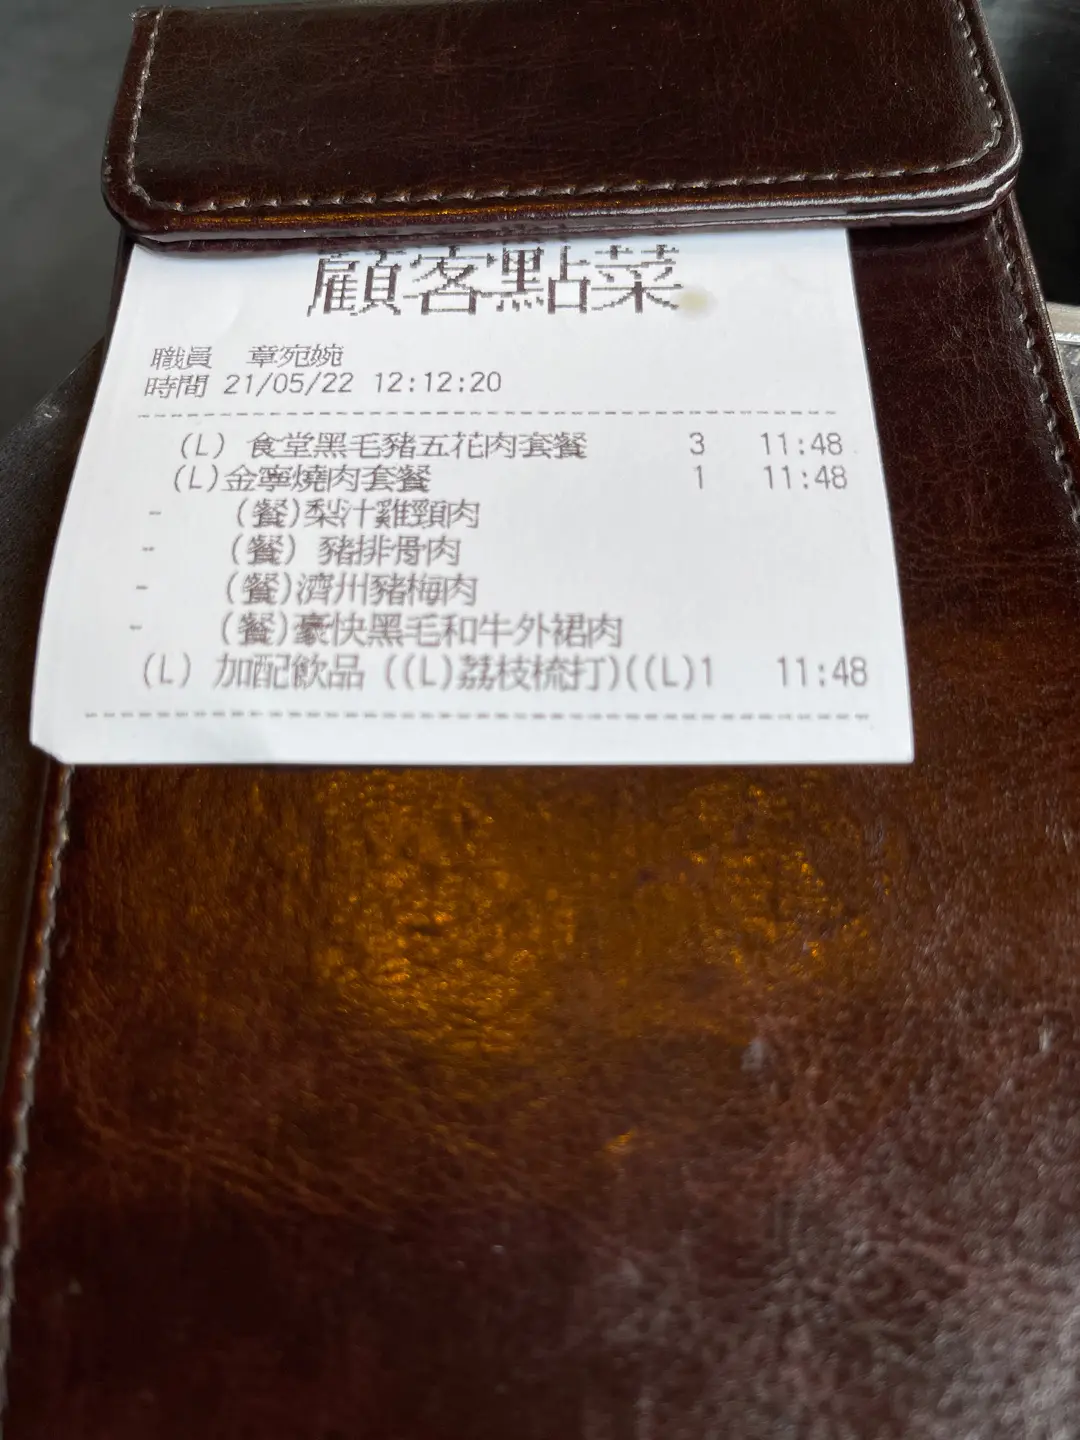 顧客點菜
職員 章宛婉
時間 21/05/22 12:12:20
(L) 食堂黑毛豬五花肉套餐 3 11:48
(L)金寧燒肉套餐 1 11:48
- (餐)梨汁雞頸肉
- (餐) 豬排骨肉
- (餐)濟州豬梅肉
- (餐)豪快黑毛和牛外裙肉
(L) 加配飲品 ((L)荔枝梳打)((L)1 11:48